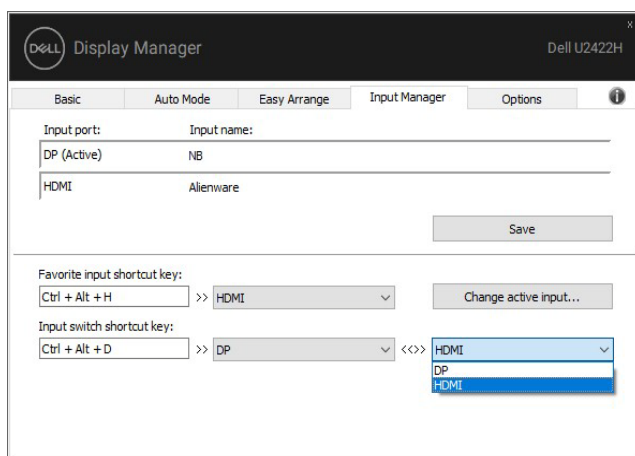 x
DELL Display Manager Dell U2422H
Basic Auto Mode Easy Arrange Input Manager Options i
Input port: Input name:
DP (Active) NB
HDMI Alienware
Save
Favorite input shortcut key:
Ctrl + Alt + H >> HDMI Change active input...
Input switch shortcut key:
Ctrl + Alt + D >> DP <<>> HDMI
DP
HDMI